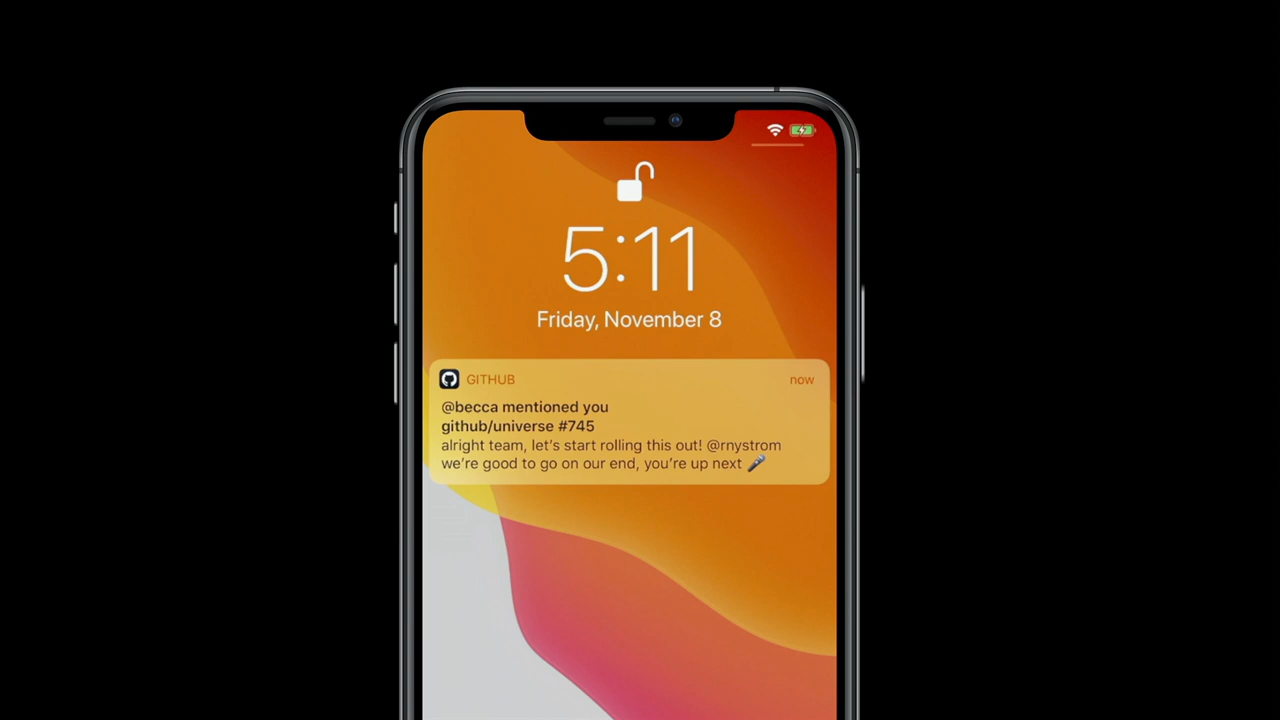 5:11
Friday, November 8
GITHUB now
@becca mentioned you
github/universe #745
alright team, let's start rolling this out! @rnystrom
we're good to go on our end, you're up next 🎤